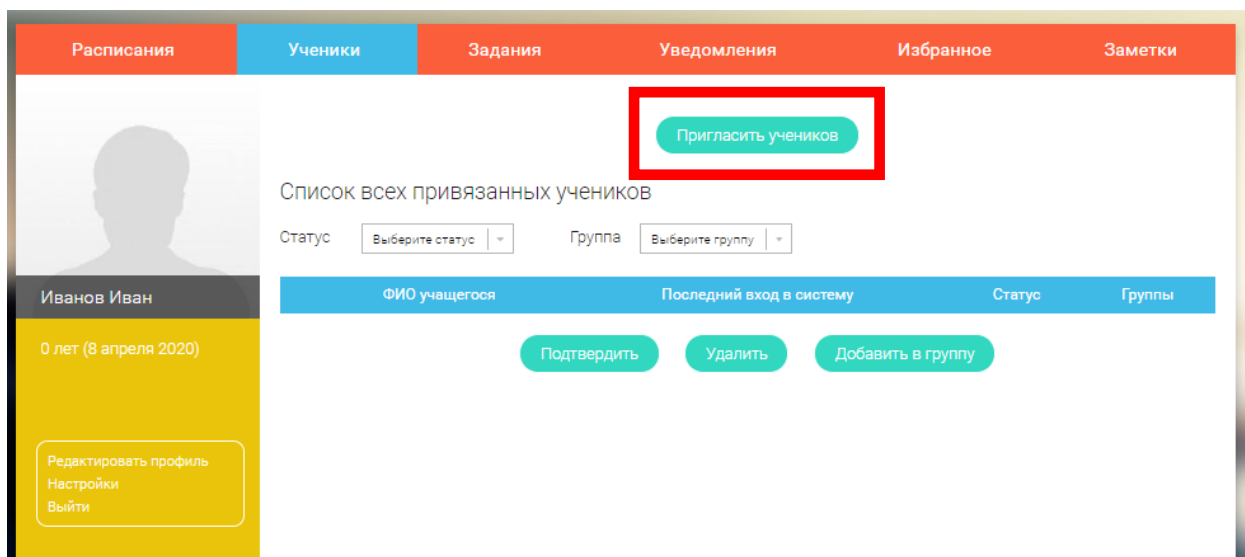 Расписания Ученики Задания Уведомления Избранное Заметки
Пригласить учеников
Список всех привязанных учеников
Статус Выберите статус Группа Выберите группу
ФИО учащегося Последний вход в систему Статус Группы
Подтвердить Удалить Добавить в группу
Иванов Иван
0 лет (8 апреля 2020)
Редактировать профиль
Настройки
Выйти